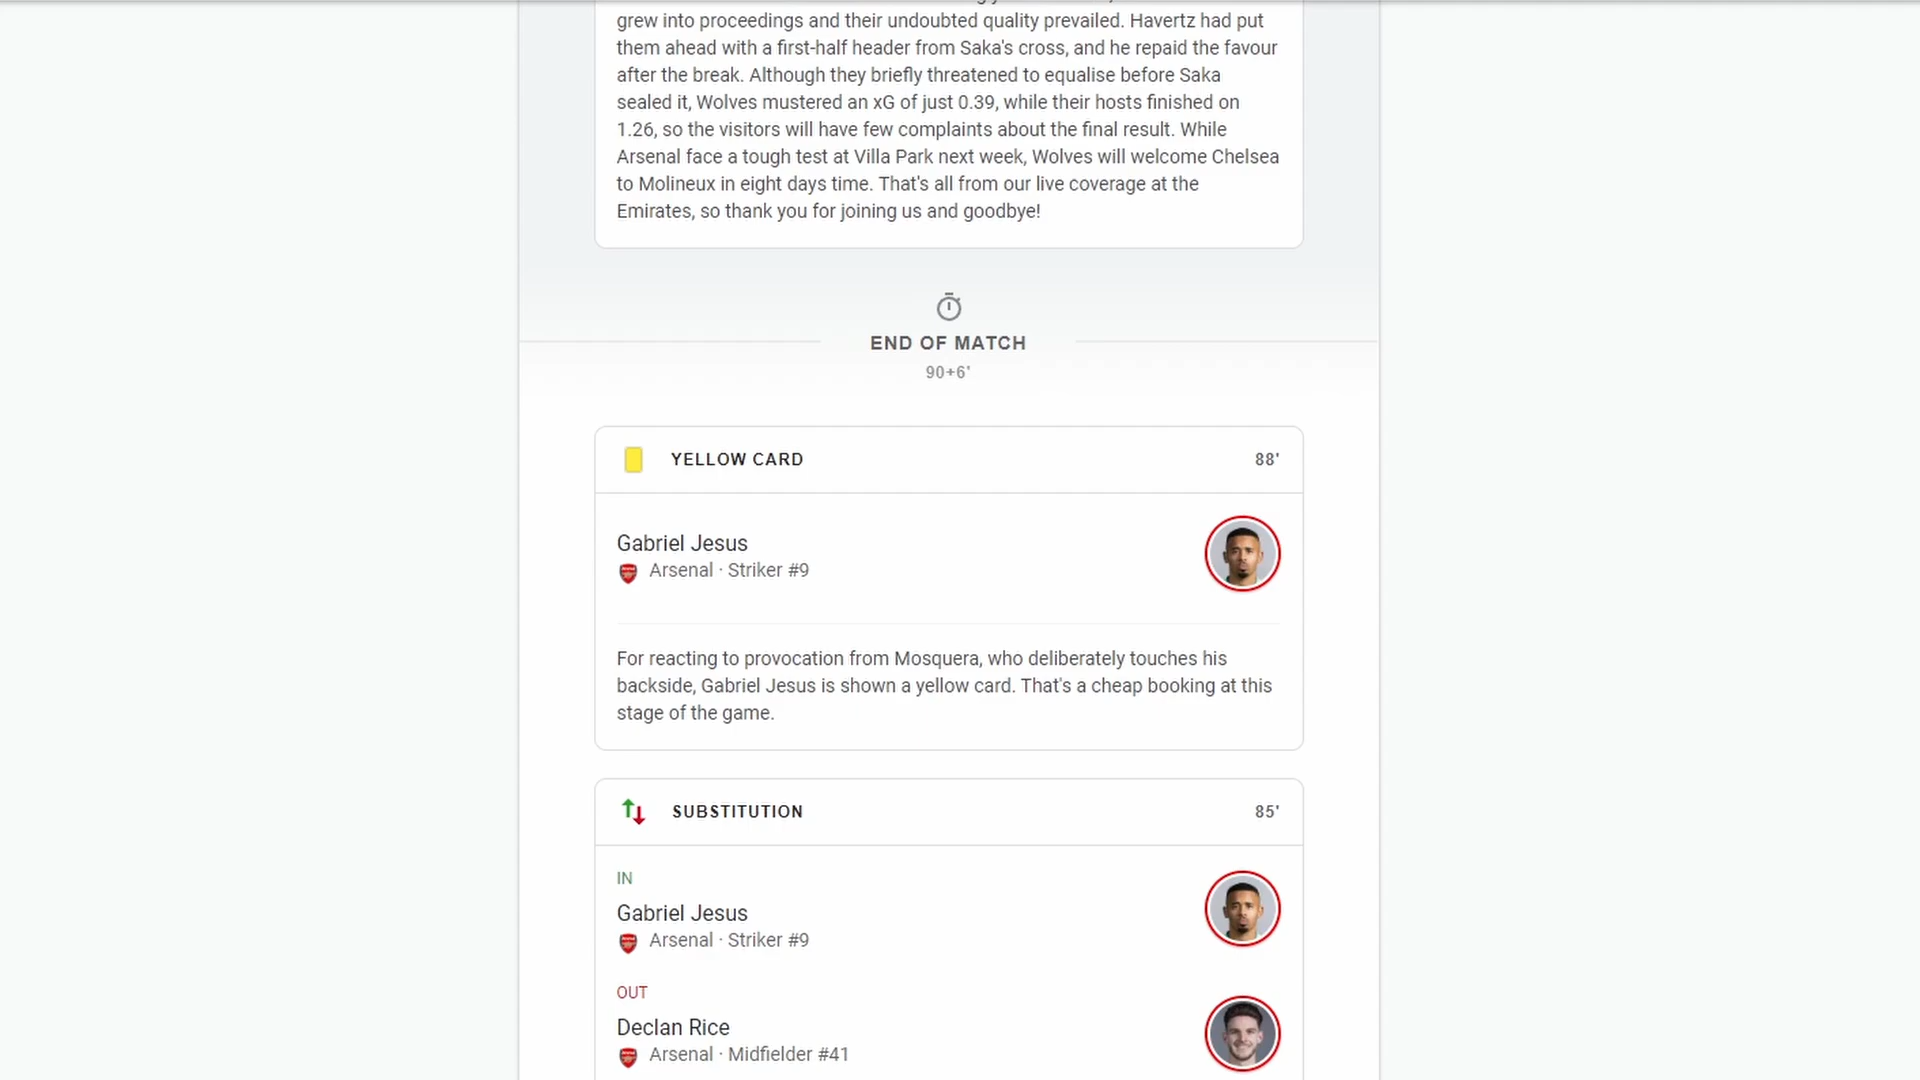 grew into proceedings and their undoubted quality prevailed. Havertz had put
them ahead with a first-half header from Saka's cross, and he repaid the favour
after the break. Although they briefly threatened to equalise before Saka
sealed it, Wolves mustered an xG of just 0.39, while their hosts finished on
1.26, so the visitors will have few complaints about the final result. While
Arsenal face a tough test at Villa Park next week, Wolves will welcome Chelsea
to Molineux in eight days time. That's all from our live coverage at the
Emirates, so thank you for joining us and goodbye!
END OF MATCH
90+6'
YELLOW CARD 88'
Gabriel Jesus
Arsenal · Striker #9
For reacting to provocation from Mosquera, who deliberately touches his
backside, Gabriel Jesus is shown a yellow card. That's a cheap booking at this
stage of the game.
SUBSTITUTION 85'
IN
Gabriel Jesus
Arsenal · Striker #9
OUT
Declan Rice
Arsenal · Midfielder #41